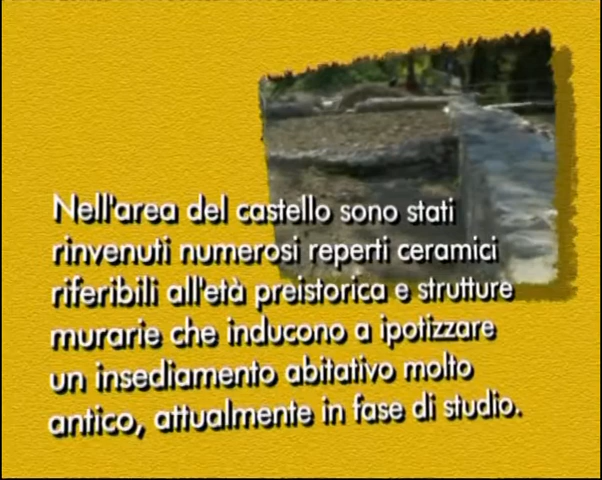 Nell'area del castello sono stati
rinvenuti numerosi reperti ceramici
riferibili all'età preistorica e strutture
murarie che inducono a ipotizzare
un insediamento abitativo molto
antico, attualmente in fase di studio.